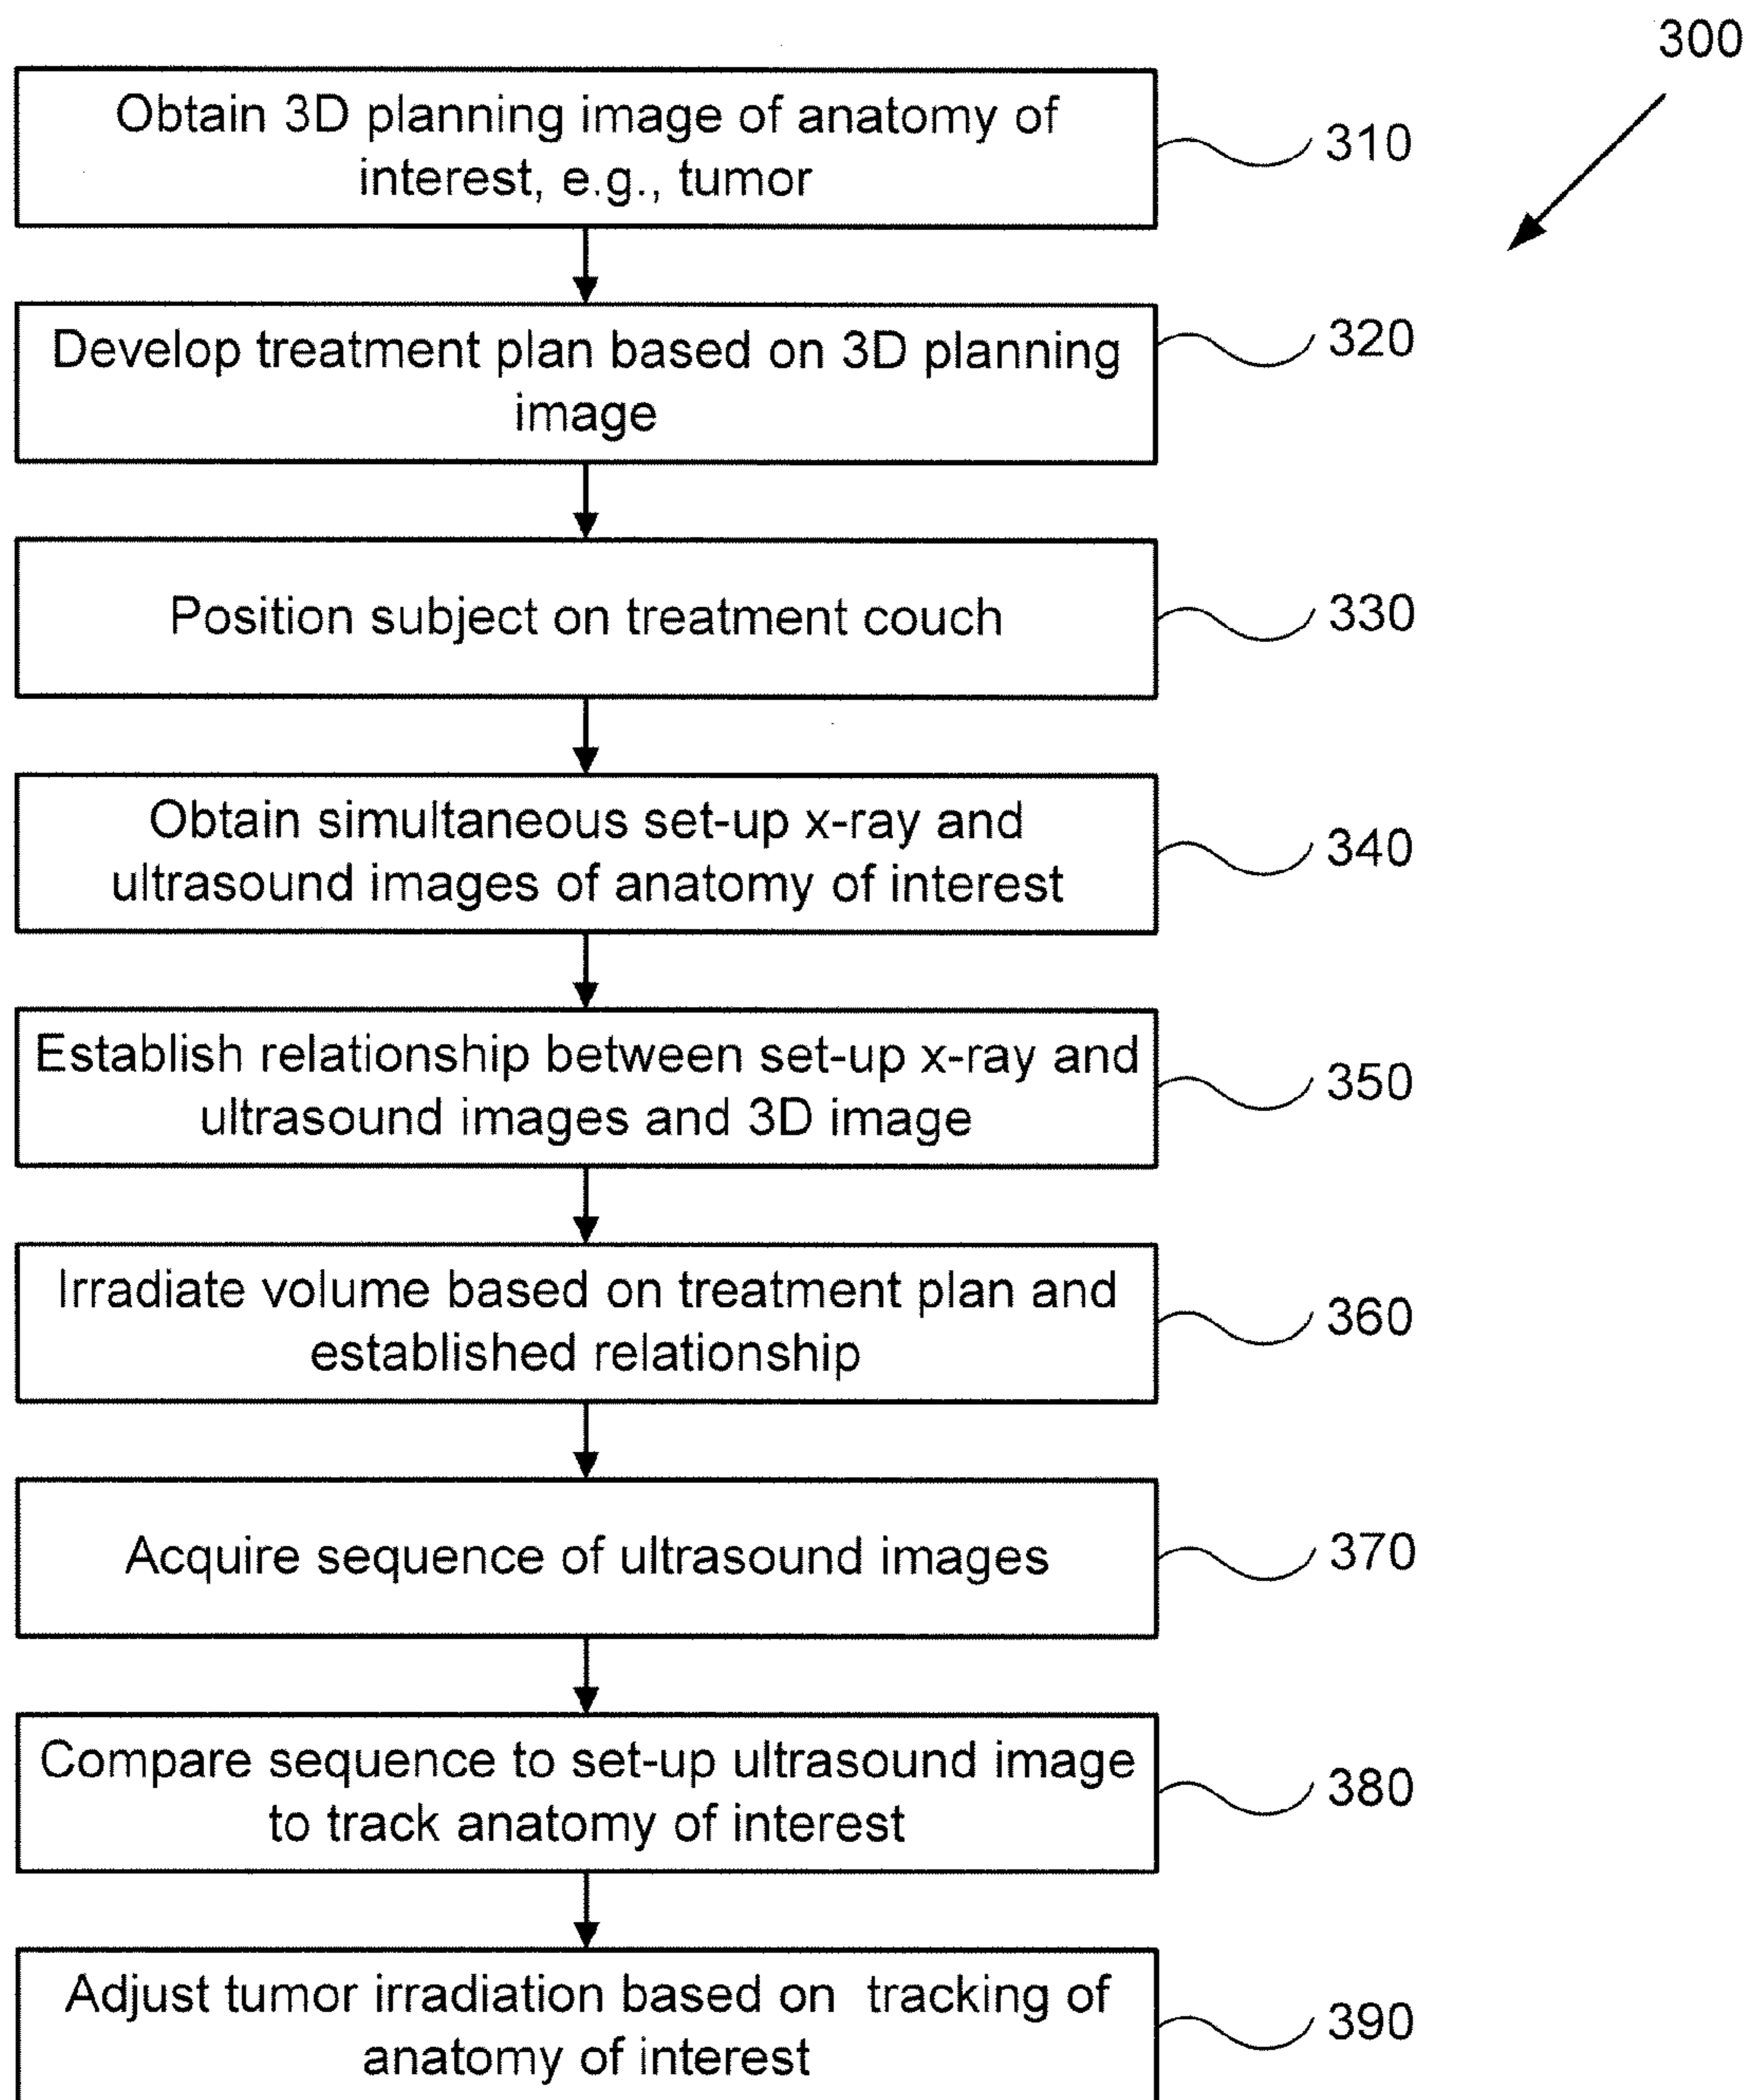 300
Obtain 3D planning image of anatomy of
interest, e.g., tumor
310
Develop treatment plan based on 3D planning
image
320
Position subject on treatment couch
330
Obtain simultaneous set-up x-ray and
ultrasound images of anatomy of interest
340
Establish relationship between set-up x-ray and
ultrasound images and 3D image
350
Irradiate volume based on treatment plan and
established relationship
360
Acquire sequence of ultrasound images
370
Compare sequence to set-up ultrasound image
to track anatomy of interest
380
Adjust tumor irradiation based on  tracking of
anatomy of interest
390